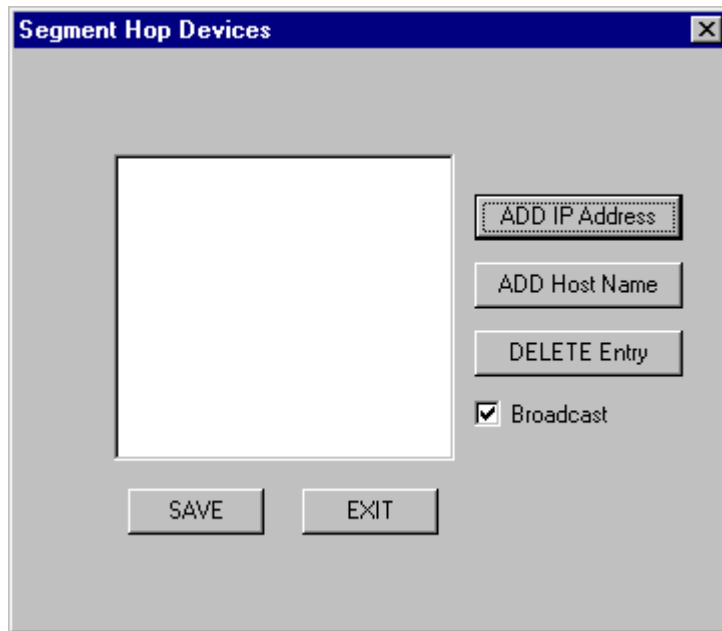 Segment Hop Devices
ADD IP Address
ADD Host Name
DELETE Entry
Broadcast
SAVE
EXIT